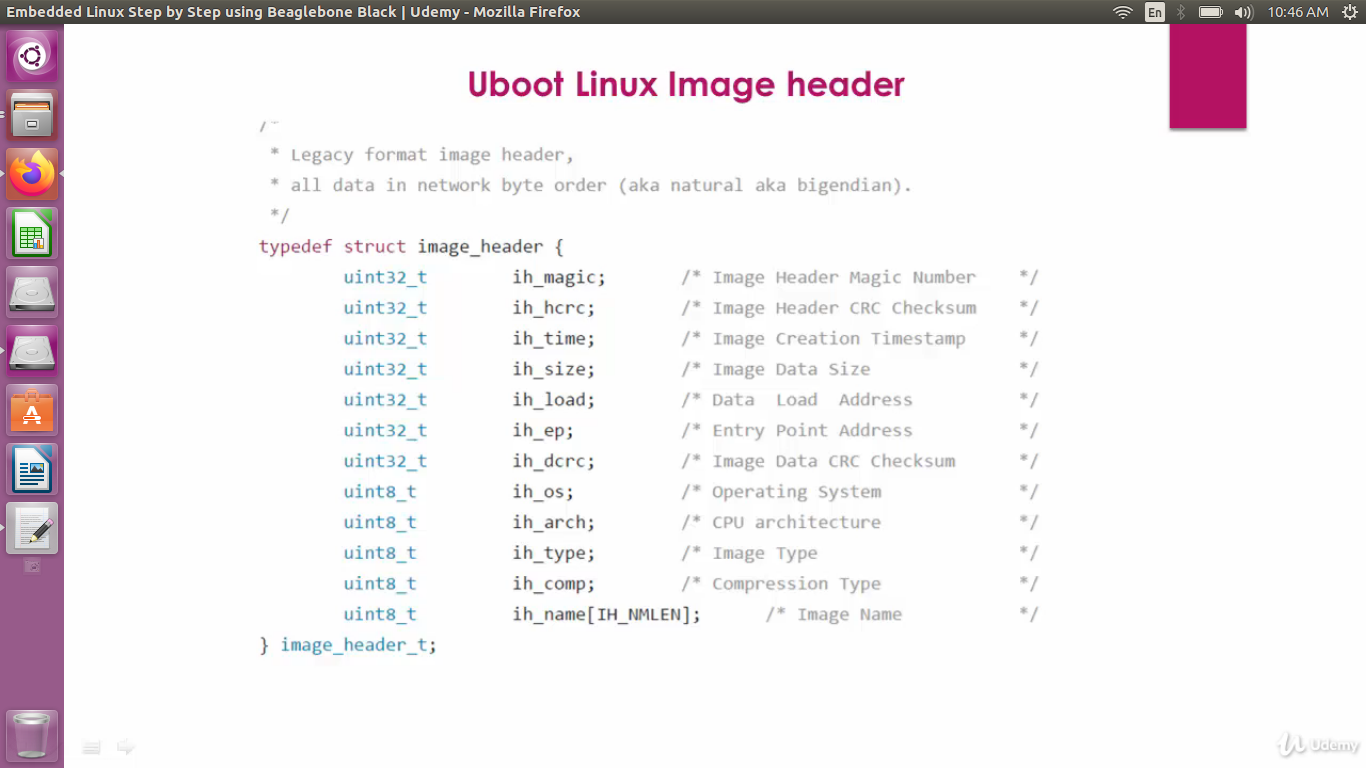 Embedded Linux Step by Step using Beaglebone Black | Udemy - Mozilla Firefox
En
10:46 AM
Uboot Linux Image header
/*
* Legacy format image header,
* all data in network byte order (aka natural aka bigendian).
*/
typedef struct image_header {
uint32_t ih_magic; /* Image Header Magic Number */
uint32_t ih_hcrc; /* Image Header CRC Checksum */
uint32_t ih_time; /* Image Creation Timestamp */
uint32_t ih_size; /* Image Data Size */
uint32_t ih_load; /* Data Load Address */
uint32_t ih_ep; /* Entry Point Address */
uint32_t ih_dcrc; /* Image Data CRC Checksum */
uint8_t ih_os; /* Operating System */
uint8_t ih_arch; /* CPU architecture */
uint8_t ih_type; /* Image Type */
uint8_t ih_comp; /* Compression Type */
uint8_t ih_name[IH_NMLEN]; /* Image Name */
} image_header_t;
Udemy